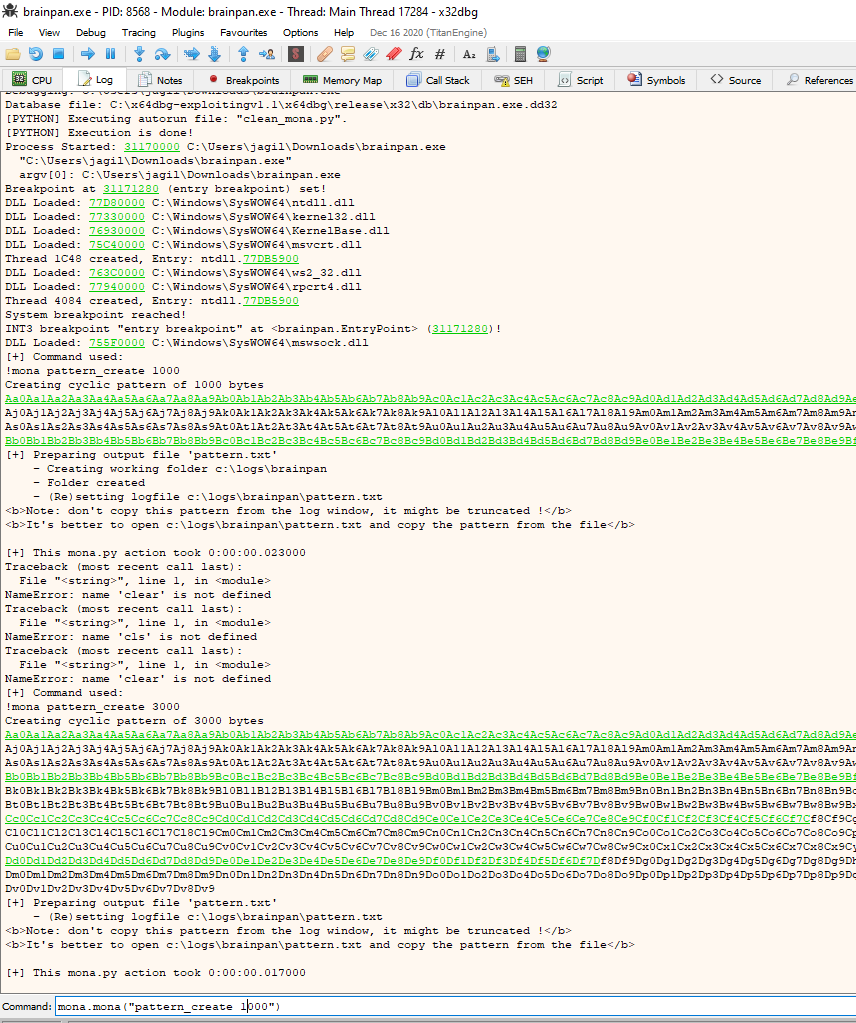 brainpan.exe - PID: 8568 - Module: brainpan.exe - Thread: Main Thread 17284 - x32dbg
File View Debug Tracing Plugins Favourites Options Help Dec 16 2020 (TitanEngine)
CPU Log Notes Breakpoints Memory Map Call Stack SEH Script Symbols Source References
Database file: C:\x64dbg-exploitingv1.1\x64dbg\release\x32\db\brainpan.exe.dd32
[PYTHON] Executing autorun file: "clean_mona.py".
[PYTHON] Execution is done!
Process Started: 31170000 C:\Users\jagil\Downloads\brainpan.exe
"C:\Users\jagil\Downloads\brainpan.exe"
argv[0]: C:\Users\jagil\Downloads\brainpan.exe
Breakpoint at 31171280 (entry breakpoint) set!
DLL Loaded: 77D80000 C:\Windows\SysWOW64\ntdll.dll
DLL Loaded: 77330000 C:\Windows\SysWOW64\kernel32.dll
DLL Loaded: 76930000 C:\Windows\SysWOW64\KernelBase.dll
DLL Loaded: 75C40000 C:\Windows\SysWOW64\msvcrt.dll
Thread 1C48 created, Entry: ntdll.77DB5900
DLL Loaded: 763C0000 C:\Windows\SysWOW64\ws2_32.dll
DLL Loaded: 77940000 C:\Windows\SysWOW64\rpcrt4.dll
Thread 4084 created, Entry: ntdll.77DB5900
System breakpoint reached!
INT3 breakpoint "entry breakpoint" at <brainpan.EntryPoint> (31171280)!
DLL Loaded: 755F0000 C:\Windows\SysWOW64\mswsock.dll
[+] Command used:
!mona pattern_create 1000
Creating cyclic pattern of 1000 bytes
Aa0Aa1Aa2Aa3Aa4Aa5Aa6Aa7Aa8Aa9Ab0Ab1Ab2Ab3Ab4Ab5Ab6Ab7Ab8Ab9Ac0Ac1Ac2Ac3Ac4Ac5Ac6Ac7Ac8Ac9Ad0Ad1Ad2Ad3Ad4Ad5Ad6Ad7Ad8Ad9Ae
Aj0Aj1Aj2Aj3Aj4Aj5Aj6Aj7Aj8Aj9Ak0Ak1Ak2Ak3Ak4Ak5Ak6Ak7Ak8Ak9Al0Al1Al2Al3Al4Al5Al6Al7Al8Al9Am0Am1Am2Am3Am4Am5Am6Am7Am8Am9An
As0As1As2As3As4As5As6As7As8As9At0At1At2At3At4At5At6At7At8At9Au0Au1Au2Au3Au4Au5Au6Au7Au8Au9Av0Av1Av2Av3Av4Av5Av6Av7Av8Av9Aw
Bb0Bb1Bb2Bb3Bb4Bb5Bb6Bb7Bb8Bb9Bc0Bc1Bc2Bc3Bc4Bc5Bc6Bc7Bc8Bc9Bd0Bd1Bd2Bd3Bd4Bd5Bd6Bd7Bd8Bd9Be0Be1Be2Be3Be4Be5Be6Be7Be8Be9Bf
[+] Preparing output file 'pattern.txt'
- Creating working folder c:\logs\brainpan
- Folder created
- (Re)setting logfile c:\logs\brainpan\pattern.txt
<b>Note: don't copy this pattern from the log window, it might be truncated !</b>
<b>It's better to open c:\logs\brainpan\pattern.txt and copy the pattern from the file</b>
[+] This mona.py action took 0:00:00.023000
Traceback (most recent call last):
File "<string>", line 1, in <module>
NameError: name 'clear' is not defined
Traceback (most recent call last):
File "<string>", line 1, in <module>
NameError: name 'cls' is not defined
Traceback (most recent call last):
File "<string>", line 1, in <module>
NameError: name 'clear' is not defined
[+] Command used:
!mona pattern_create 3000
Creating cyclic pattern of 3000 bytes
Aa0Aa1Aa2Aa3Aa4Aa5Aa6Aa7Aa8Aa9Ab0Ab1Ab2Ab3Ab4Ab5Ab6Ab7Ab8Ab9Ac0Ac1Ac2Ac3Ac4Ac5Ac6Ac7Ac8Ac9Ad0Ad1Ad2Ad3Ad4Ad5Ad6Ad7Ad8Ad9Ae
Aj0Aj1Aj2Aj3Aj4Aj5Aj6Aj7Aj8Aj9Ak0Ak1Ak2Ak3Ak4Ak5Ak6Ak7Ak8Ak9Al0Al1Al2Al3Al4Al5Al6Al7Al8Al9Am0Am1Am2Am3Am4Am5Am6Am7Am8Am9An
As0As1As2As3As4As5As6As7As8As9At0At1At2At3At4At5At6At7At8At9Au0Au1Au2Au3Au4Au5Au6Au7Au8Au9Av0Av1Av2Av3Av4Av5Av6Av7Av8Av9Aw
Bb0Bb1Bb2Bb3Bb4Bb5Bb6Bb7Bb8Bb9Bc0Bc1Bc2Bc3Bc4Bc5Bc6Bc7Bc8Bc9Bd0Bd1Bd2Bd3Bd4Bd5Bd6Bd7Bd8Bd9Be0Be1Be2Be3Be4Be5Be6Be7Be8Be9Bf
Bk0Bk1Bk2Bk3Bk4Bk5Bk6Bk7Bk8Bk9Bl0Bl1Bl2Bl3Bl4Bl5Bl6Bl7Bl8Bl9Bm0Bm1Bm2Bm3Bm4Bm5Bm6Bm7Bm8Bm9Bn0Bn1Bn2Bn3Bn4Bn5Bn6Bn7Bn8Bn9Bo
Bt0Bt1Bt2Bt3Bt4Bt5Bt6Bt7Bt8Bt9Bu0Bu1Bu2Bu3Bu4Bu5Bu6Bu7Bu8Bu9Bv0Bv1Bv2Bv3Bv4Bv5Bv6Bv7Bv8Bv9Bw0Bw1Bw2Bw3Bw4Bw5Bw6Bw7Bw8Bw9Bx
Cc0Cc1Cc2Cc3Cc4Cc5Cc6Cc7Cc8Cc9Cd0Cd1Cd2Cd3Cd4Cd5Cd6Cd7Cd8Cd9Ce0Ce1Ce2Ce3Ce4Ce5Ce6Ce7Ce8Ce9Cf0Cf1Cf2Cf3Cf4Cf5Cf6Cf7Cf8Cf9Cg
Cl0Cl1Cl2Cl3Cl4Cl5Cl6Cl7Cl8Cl9Cm0Cm1Cm2Cm3Cm4Cm5Cm6Cm7Cm8Cm9Cn0Cn1Cn2Cn3Cn4Cn5Cn6Cn7Cn8Cn9Co0Co1Co2Co3Co4Co5Co6Co7Co8Co9Cp
Cu0Cu1Cu2Cu3Cu4Cu5Cu6Cu7Cu8Cu9Cv0Cv1Cv2Cv3Cv4Cv5Cv6Cv7Cv8Cv9Cw0Cw1Cw2Cw3Cw4Cw5Cw6Cw7Cw8Cw9Cx0Cx1Cx2Cx3Cx4Cx5Cx6Cx7Cx8Cx9Cy
Dd0Dd1Dd2Dd3Dd4Dd5Dd6Dd7Dd8Dd9De0De1De2De3De4De5De6De7De8De9Df0Df1Df2Df3Df4Df5Df6Df7Df8Df9Dg0Dg1Dg2Dg3Dg4Dg5Dg6Dg7Dg8Dg9Dh
Dm0Dm1Dm2Dm3Dm4Dm5Dm6Dm7Dm8Dm9Dn0Dn1Dn2Dn3Dn4Dn5Dn6Dn7Dn8Dn9Do0Do1Do2Do3Do4Do5Do6Do7Do8Do9Dp0Dp1Dp2Dp3Dp4Dp5Dp6Dp7Dp8Dp9Dq
Dv0Dv1Dv2Dv3Dv4Dv5Dv6Dv7Dv8Dv9
[+] Preparing output file 'pattern.txt'
- (Re)setting logfile c:\logs\brainpan\pattern.txt
<b>Note: don't copy this pattern from the log window, it might be truncated !</b>
<b>It's better to open c:\logs\brainpan\pattern.txt and copy the pattern from the file</b>
[+] This mona.py action took 0:00:00.017000
Command: mona.mona("pattern_create 1000")